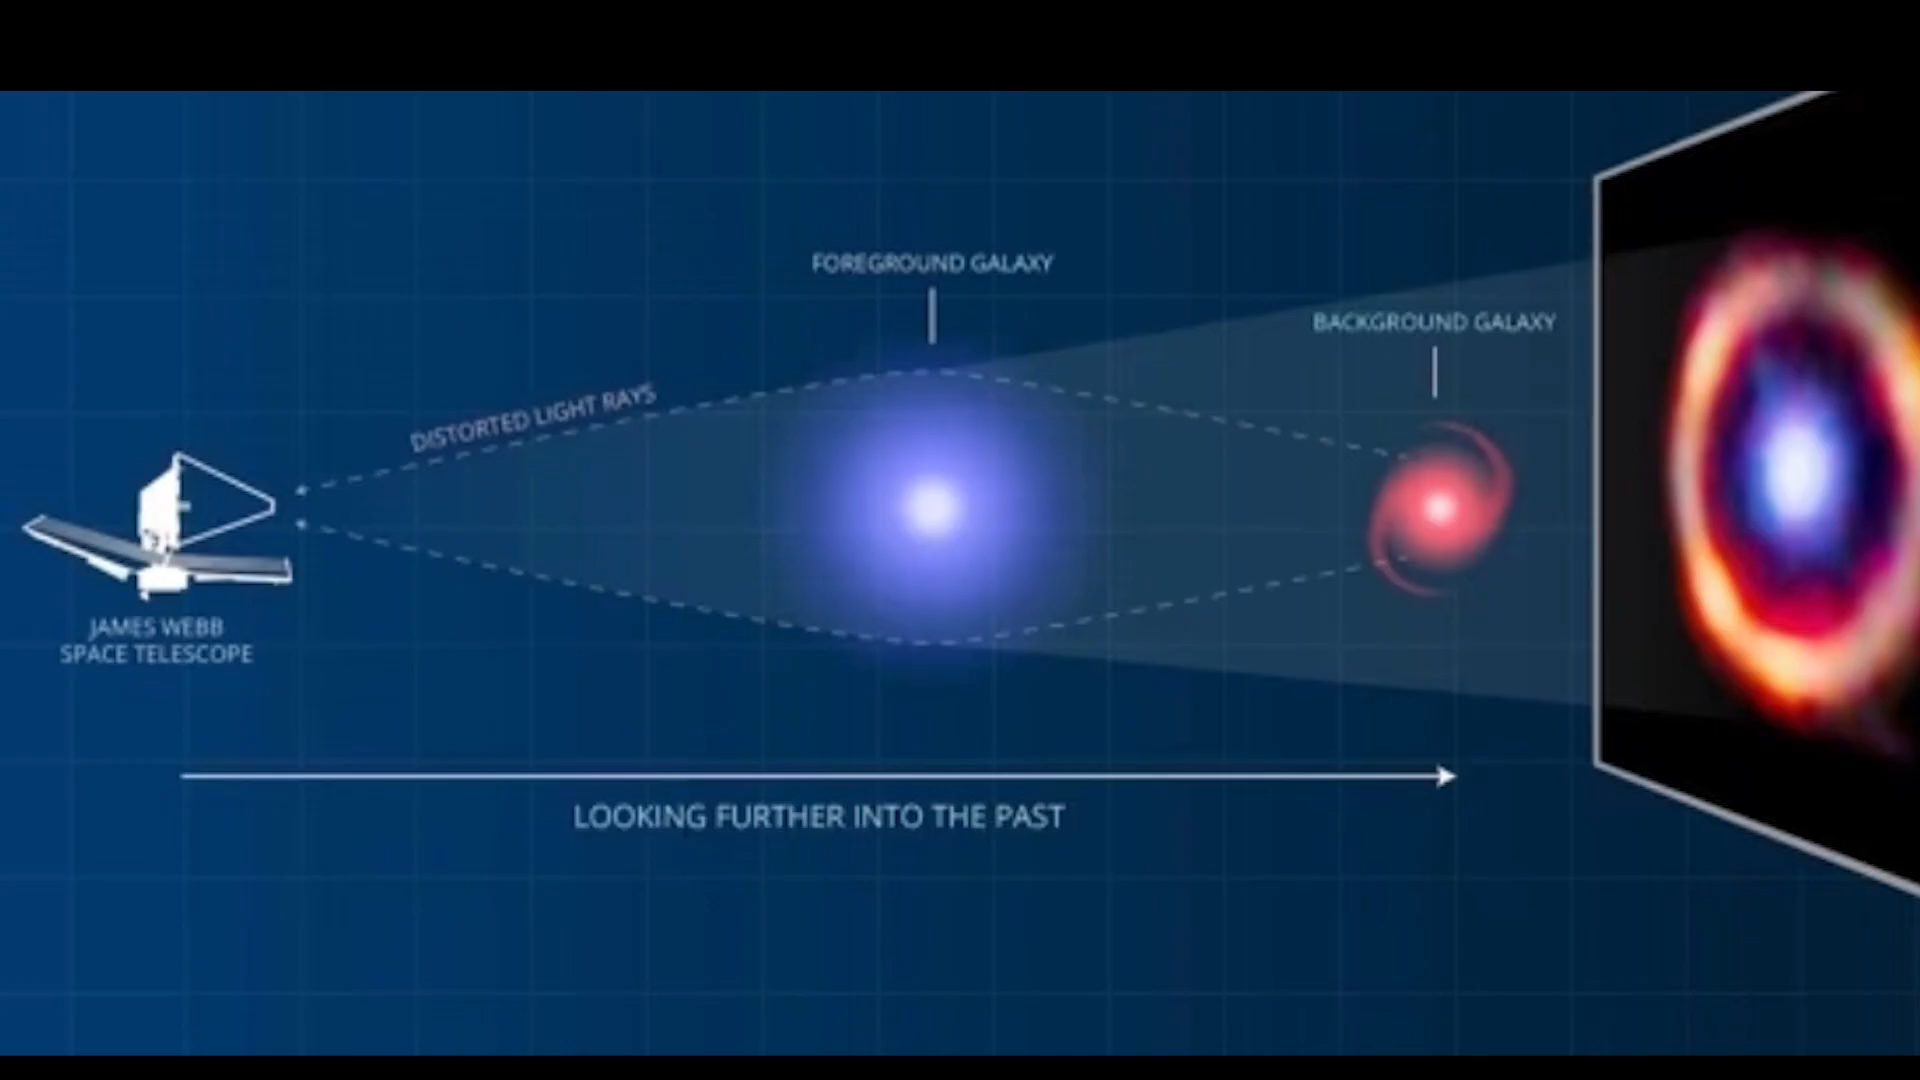 FOREGROUND GALAXY
BACKGROUND GALAXY
DISTORTED LIGHT RAYS
JAMES WEBB
SPACE TELESCOPE
LOOKING FURTHER INTO THE PAST